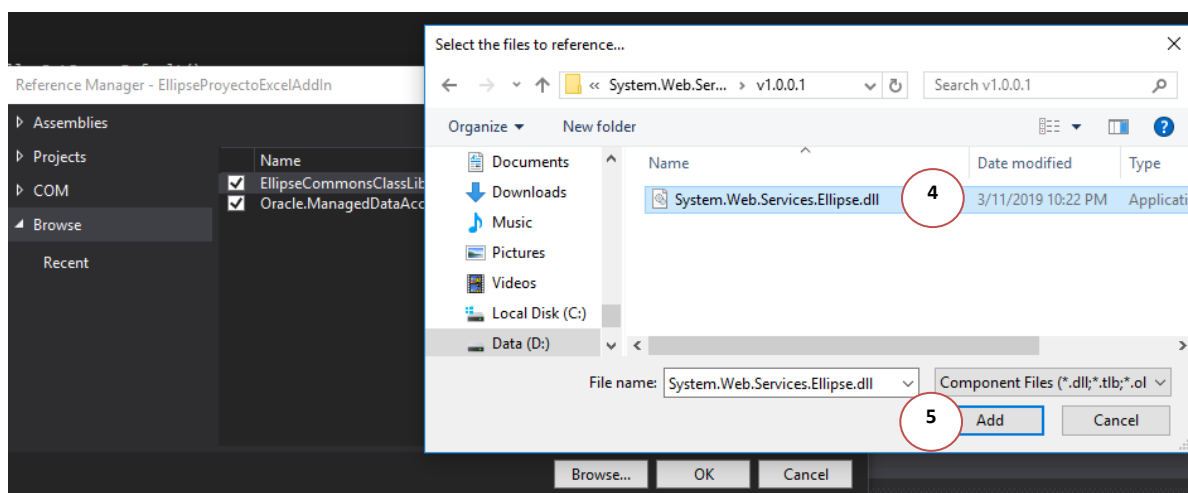 Select the files to reference...
Reference Manager - EllipseProyectoExcelAddIn
« System.Web.Ser... › v1.0.0.1
Search v1.0.0.1
Assemblies
Organize
New folder
Projects
COM
Browse
Recent
Name
EllipseCommonsClassLib
Oracle.ManagedDataAcc
Documents
Downloads
Music
Pictures
Videos
Local Disk (C:)
Data (D:)
Name
Date modified
Type
System.Web.Services.Ellipse.dll
4
3/11/2019 10:22 PM
Applicati
File name:
System.Web.Services.Ellipse.dll
Component Files (*.dll;*.tlb;*.ol
5
Add
Cancel
Browse...
OK
Cancel